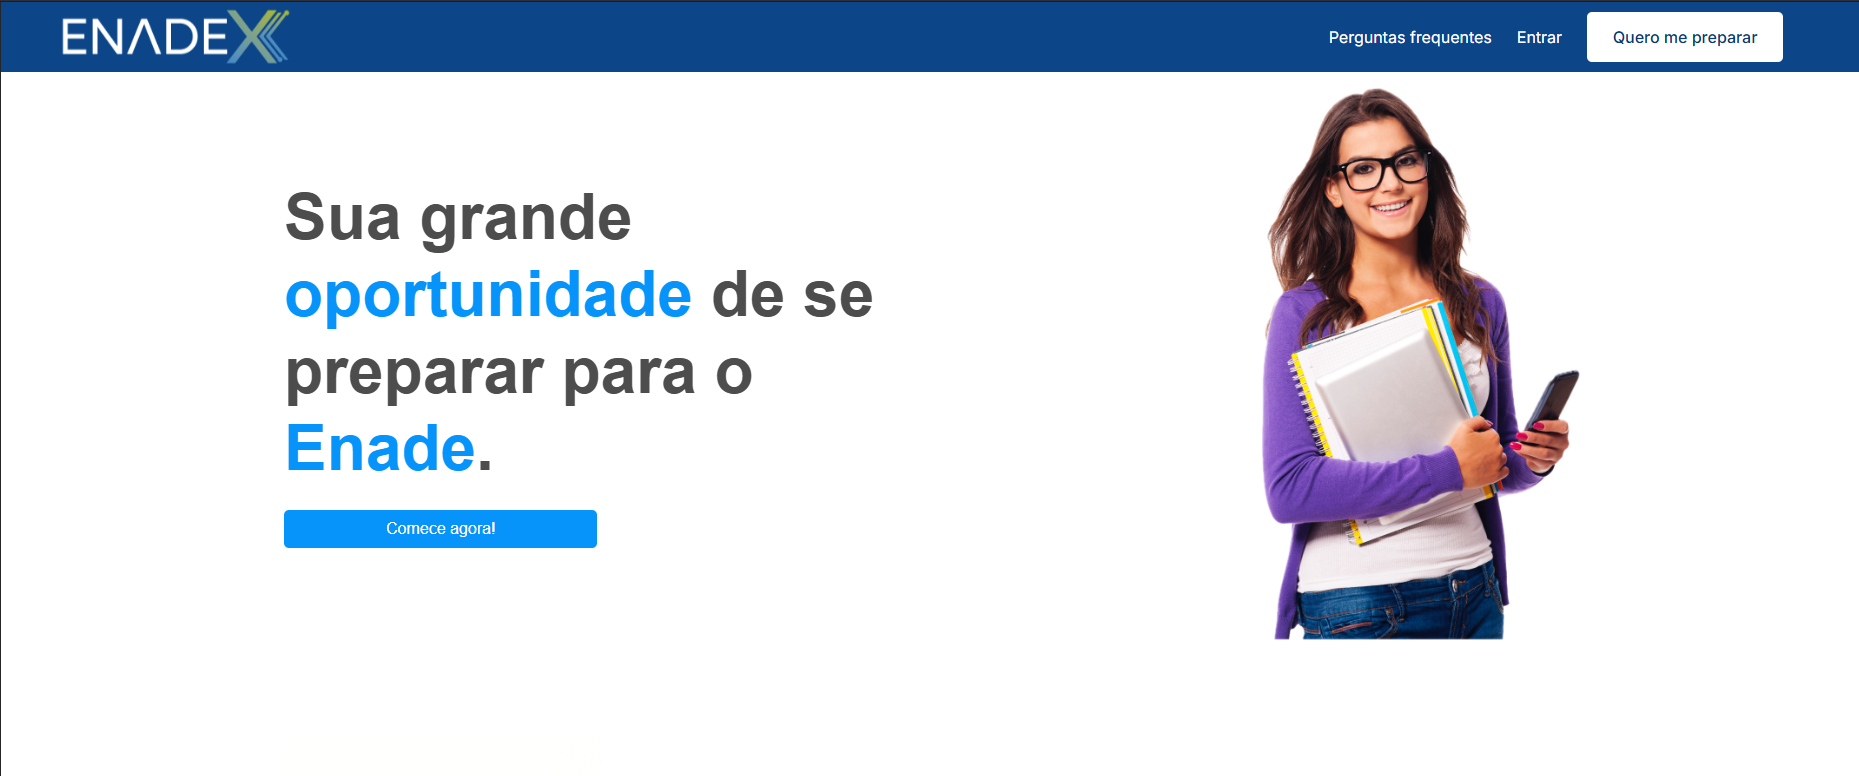 ENADEX
Perguntas frequentes
Entrar
Quero me preparar
Sua grande
oportunidade de se
preparar para o
Enade.
Comece agora!